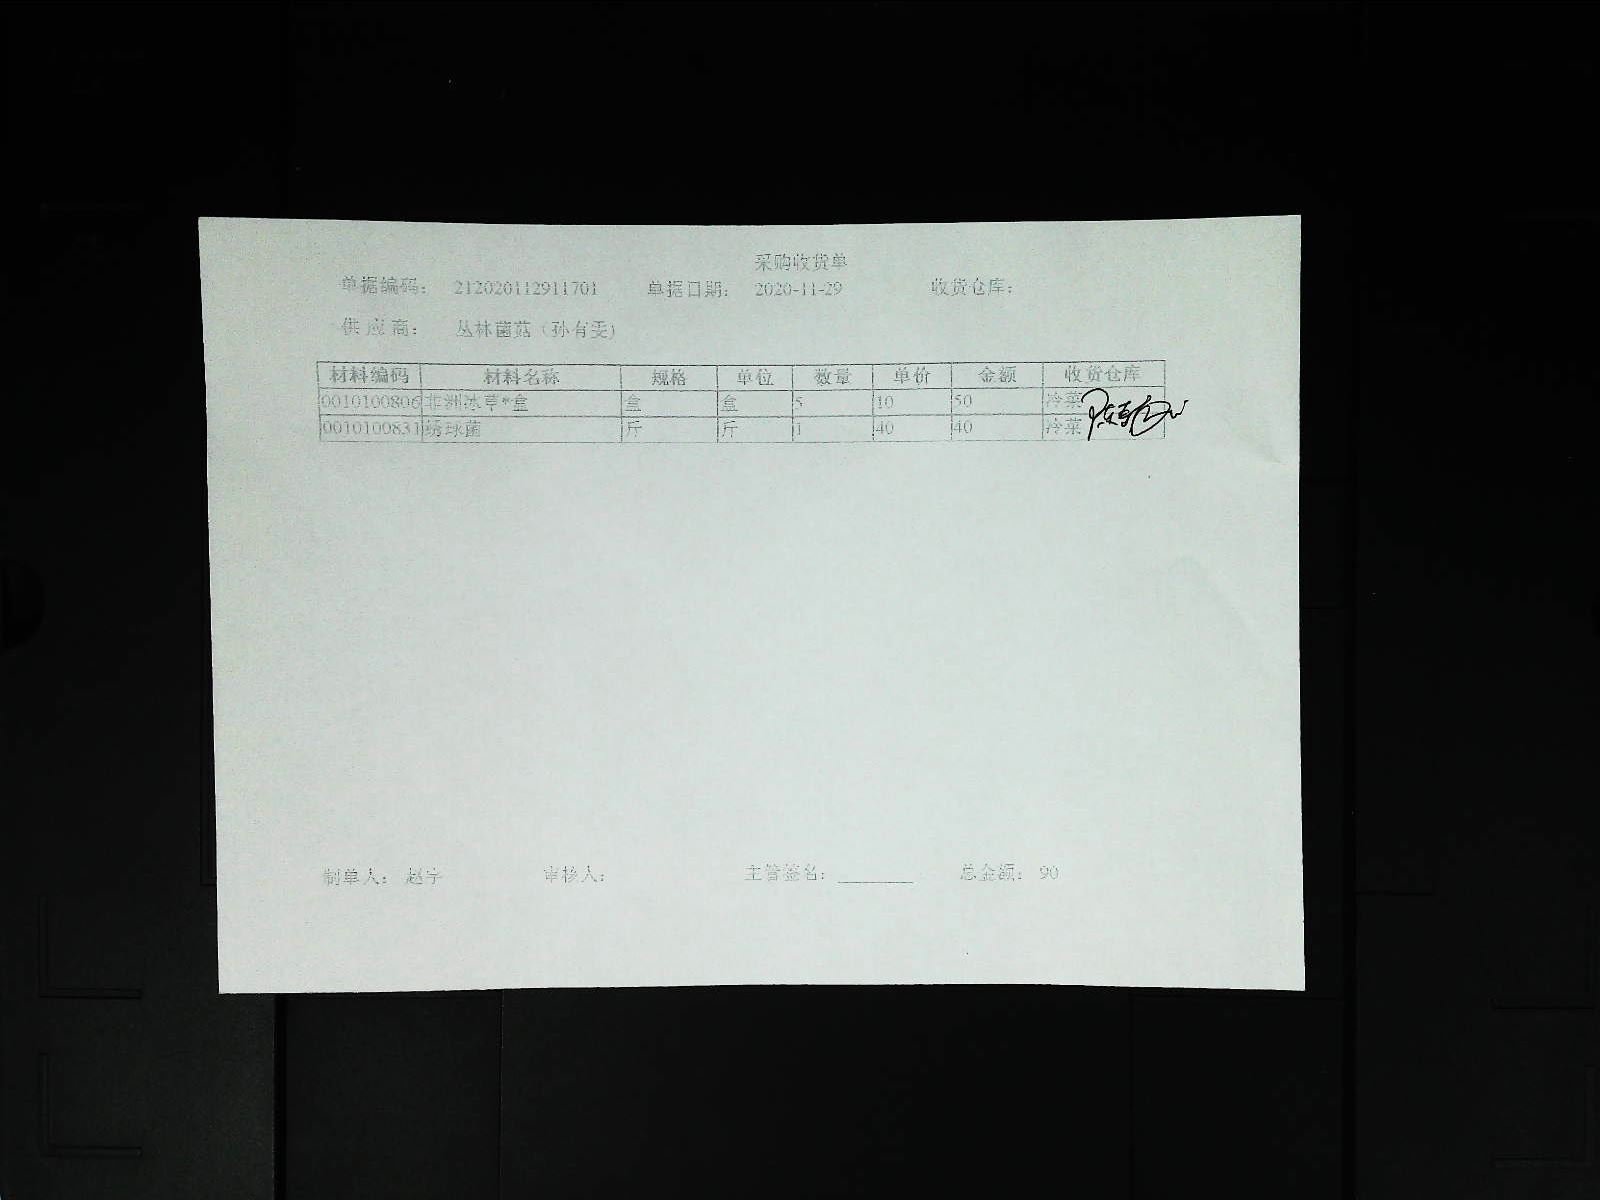 采购收货单
单据编码： 212020112911701 单据日期： 2020-11-29 收货仓库：
供应商： 丛林菌菇（孙有雯）
材料编码 材料名称 规格 单位 数量 单价 金额 收货仓库
0010100806 非洲冰草*盒 盒 盒 5 10 50 冷菜
0010100831 绣球菌 斤 斤 1 40 40 冷菜
制单人： 赵宇 审核人： 主管签名： 总金额： 90